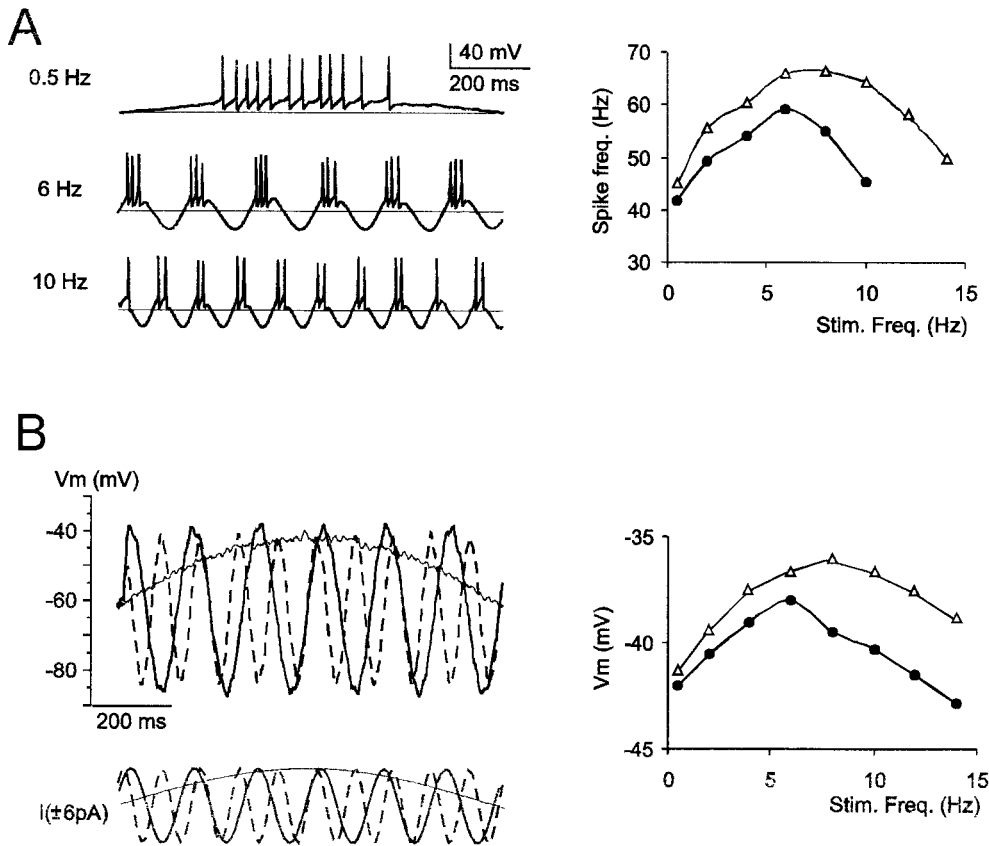 A
0.5 Hz
40 mV
200 ms
6 Hz
10 Hz
Spike freq. (Hz)
70
60
50
40
30
0
5
10
15
Stim. Freq. (Hz)
B
Vm (mV)
-40
-60
-80
200 ms
i(±6pA)
Vm (mV)
-35
-40
-45
0
5
10
15
Stim. Freq. (Hz)